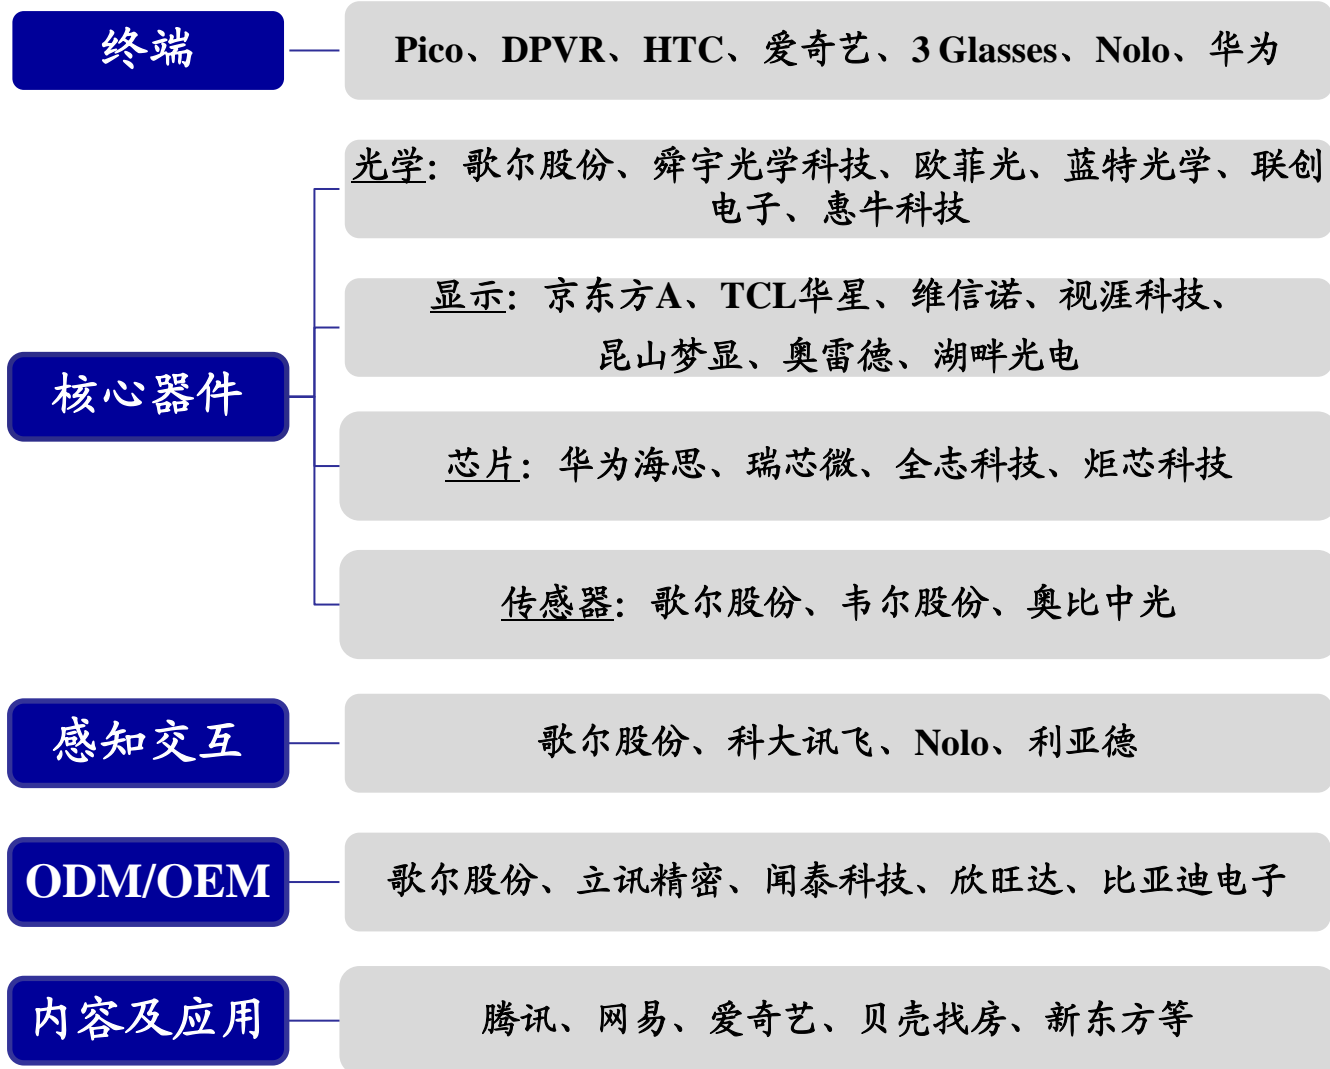 终端
Pico、DPVR、HTC、爱奇艺、3 Glasses、Nolo、华为
光学：歌尔股份、舜宇光学科技、欧菲光、蓝特光学、联创
电子、惠牛科技
显示：京东方A、TCL华星、维信诺、视涯科技、
昆山梦显、奥雷德、湖畔光电
核心器件
芯片：华为海思、瑞芯微、全志科技、炬芯科技
传感器：歌尔股份、韦尔股份、奥比中光
感知交互
歌尔股份、科大讯飞、Nolo、利亚德
ODM/OEM
歌尔股份、立讯精密、闻泰科技、欣旺达、比亚迪电子
内容及应用
腾讯、网易、爱奇艺、贝壳找房、新东方等